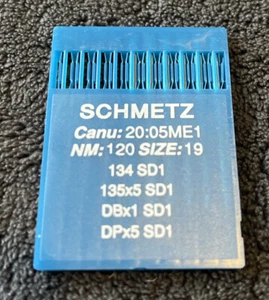 SCHMETZ
Canu: 20:05ME1
NM: 120 SIZE: 19
134 SD1
135x5 SD1
DBx1 SD1
DPx5 SD1